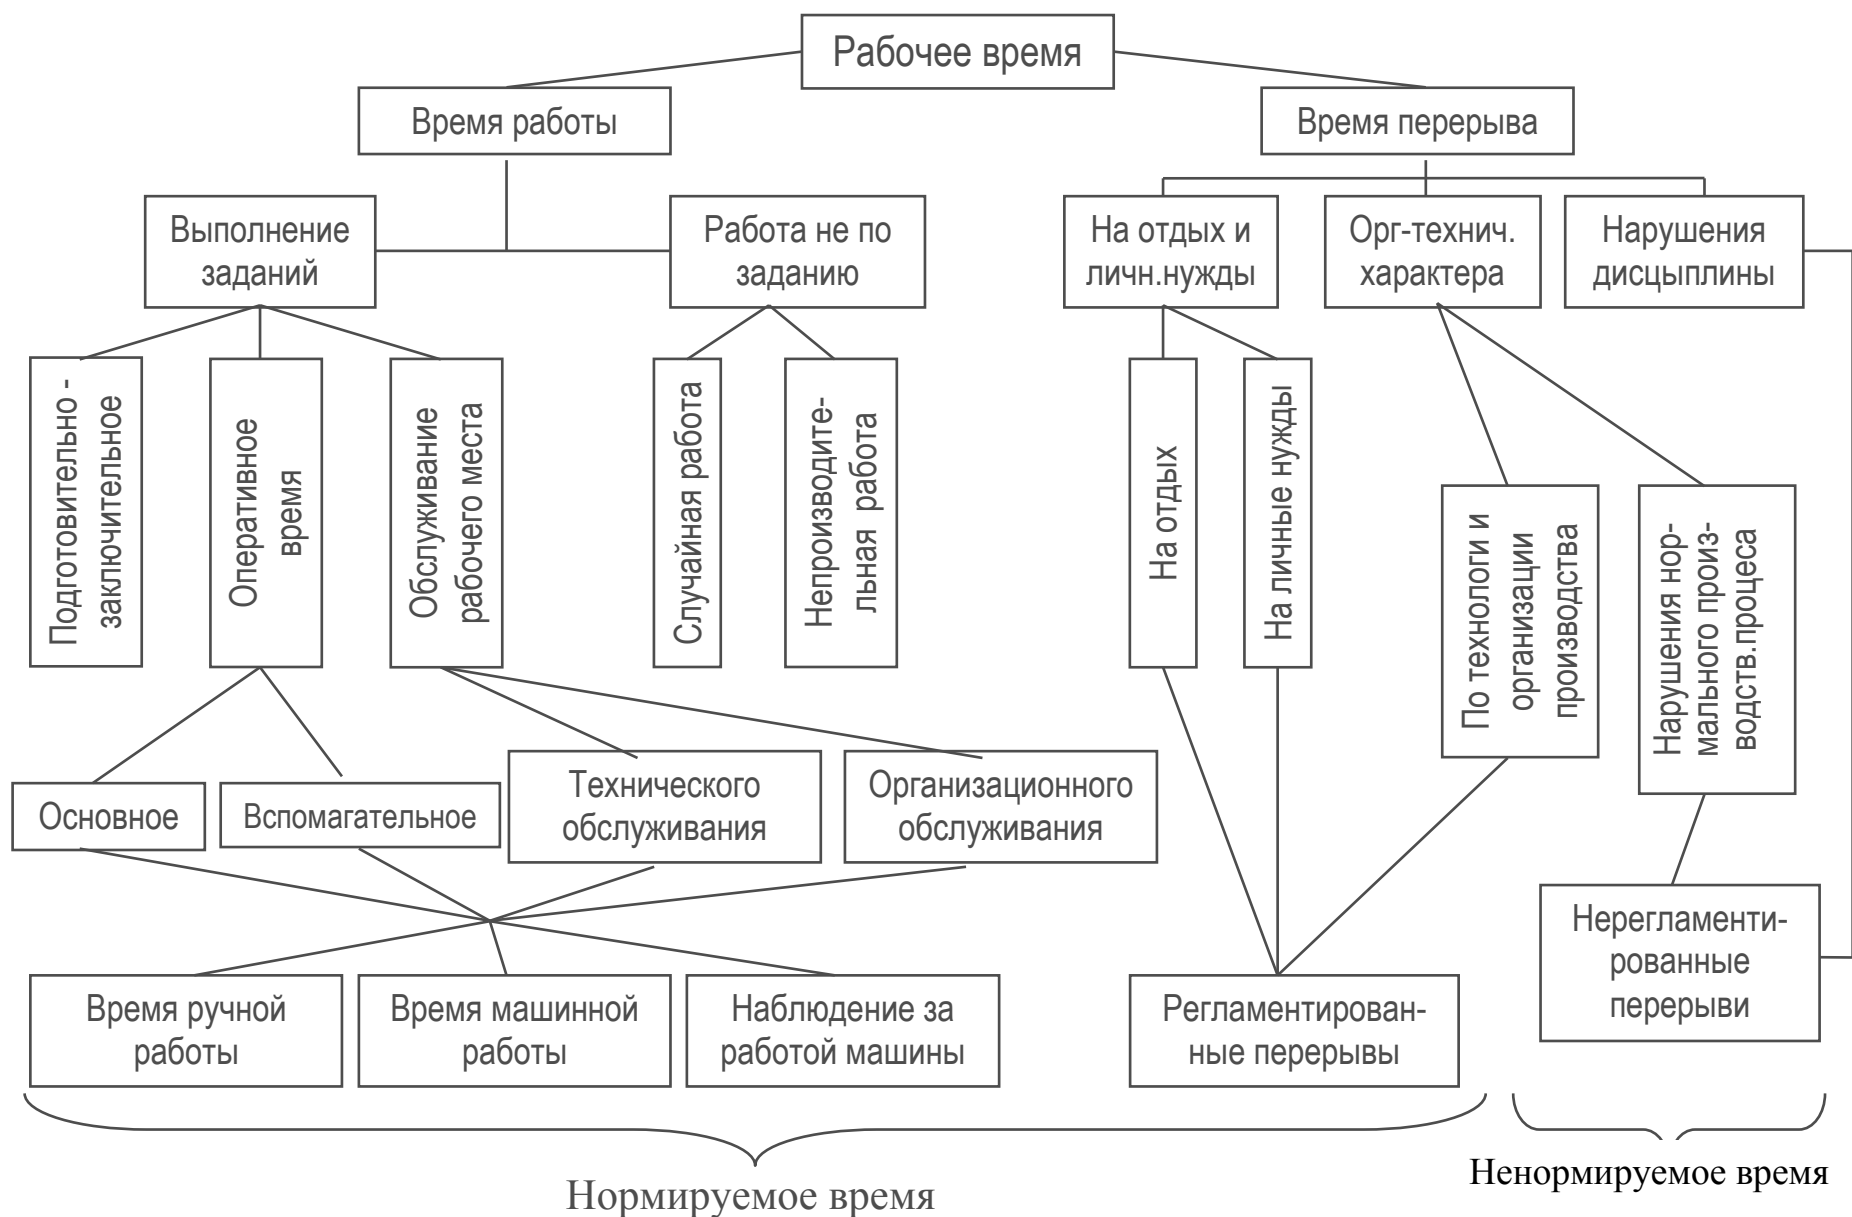 Рабочее время
Время работы
Время перерыва
Выполнение
заданий
Работа не по
заданию
На отдых и
личн.нужды
Орг-технич.
характера
Нарушения
дисцыплины
Подготовительно -
заключительное
Оперативное
время
Обслуживание
рабочего места
Случайная работа
Непроизводите-
льная работа
На отдых
На личные нужды
По технологи и
организации
производства
Нарушения нор-
мального произ-
водств.процеса
Основное
Вспомагательное
Технического
обслуживания
Организационного
обслуживания
Нерегламенти-
рованные
перерыви
Время ручной
работы
Время машинной
работы
Наблюдение за
работой машины
Регламентирован-
ные перерывы
Нормируемое время
Ненормируемое время